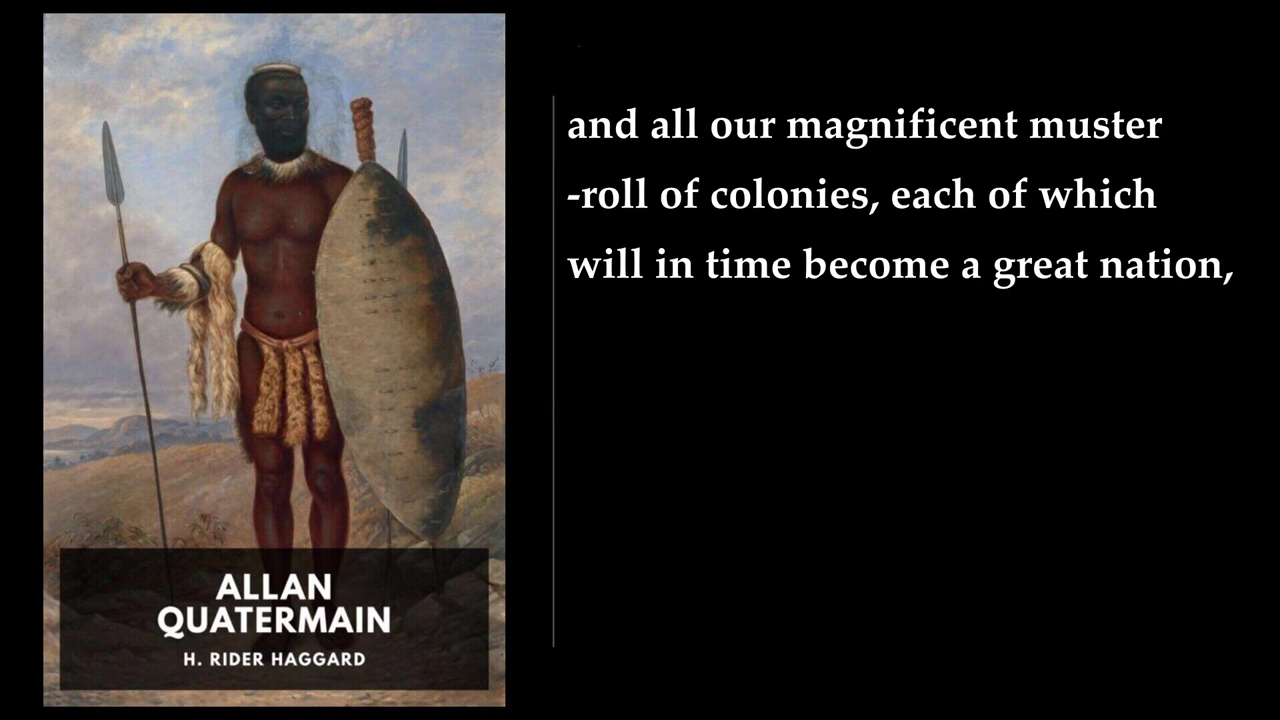 ALLAN
QUATERMAIN
H. RIDER HAGGARD
and all our magnificent muster
-roll of colonies, each of which
will in time become a great nation,